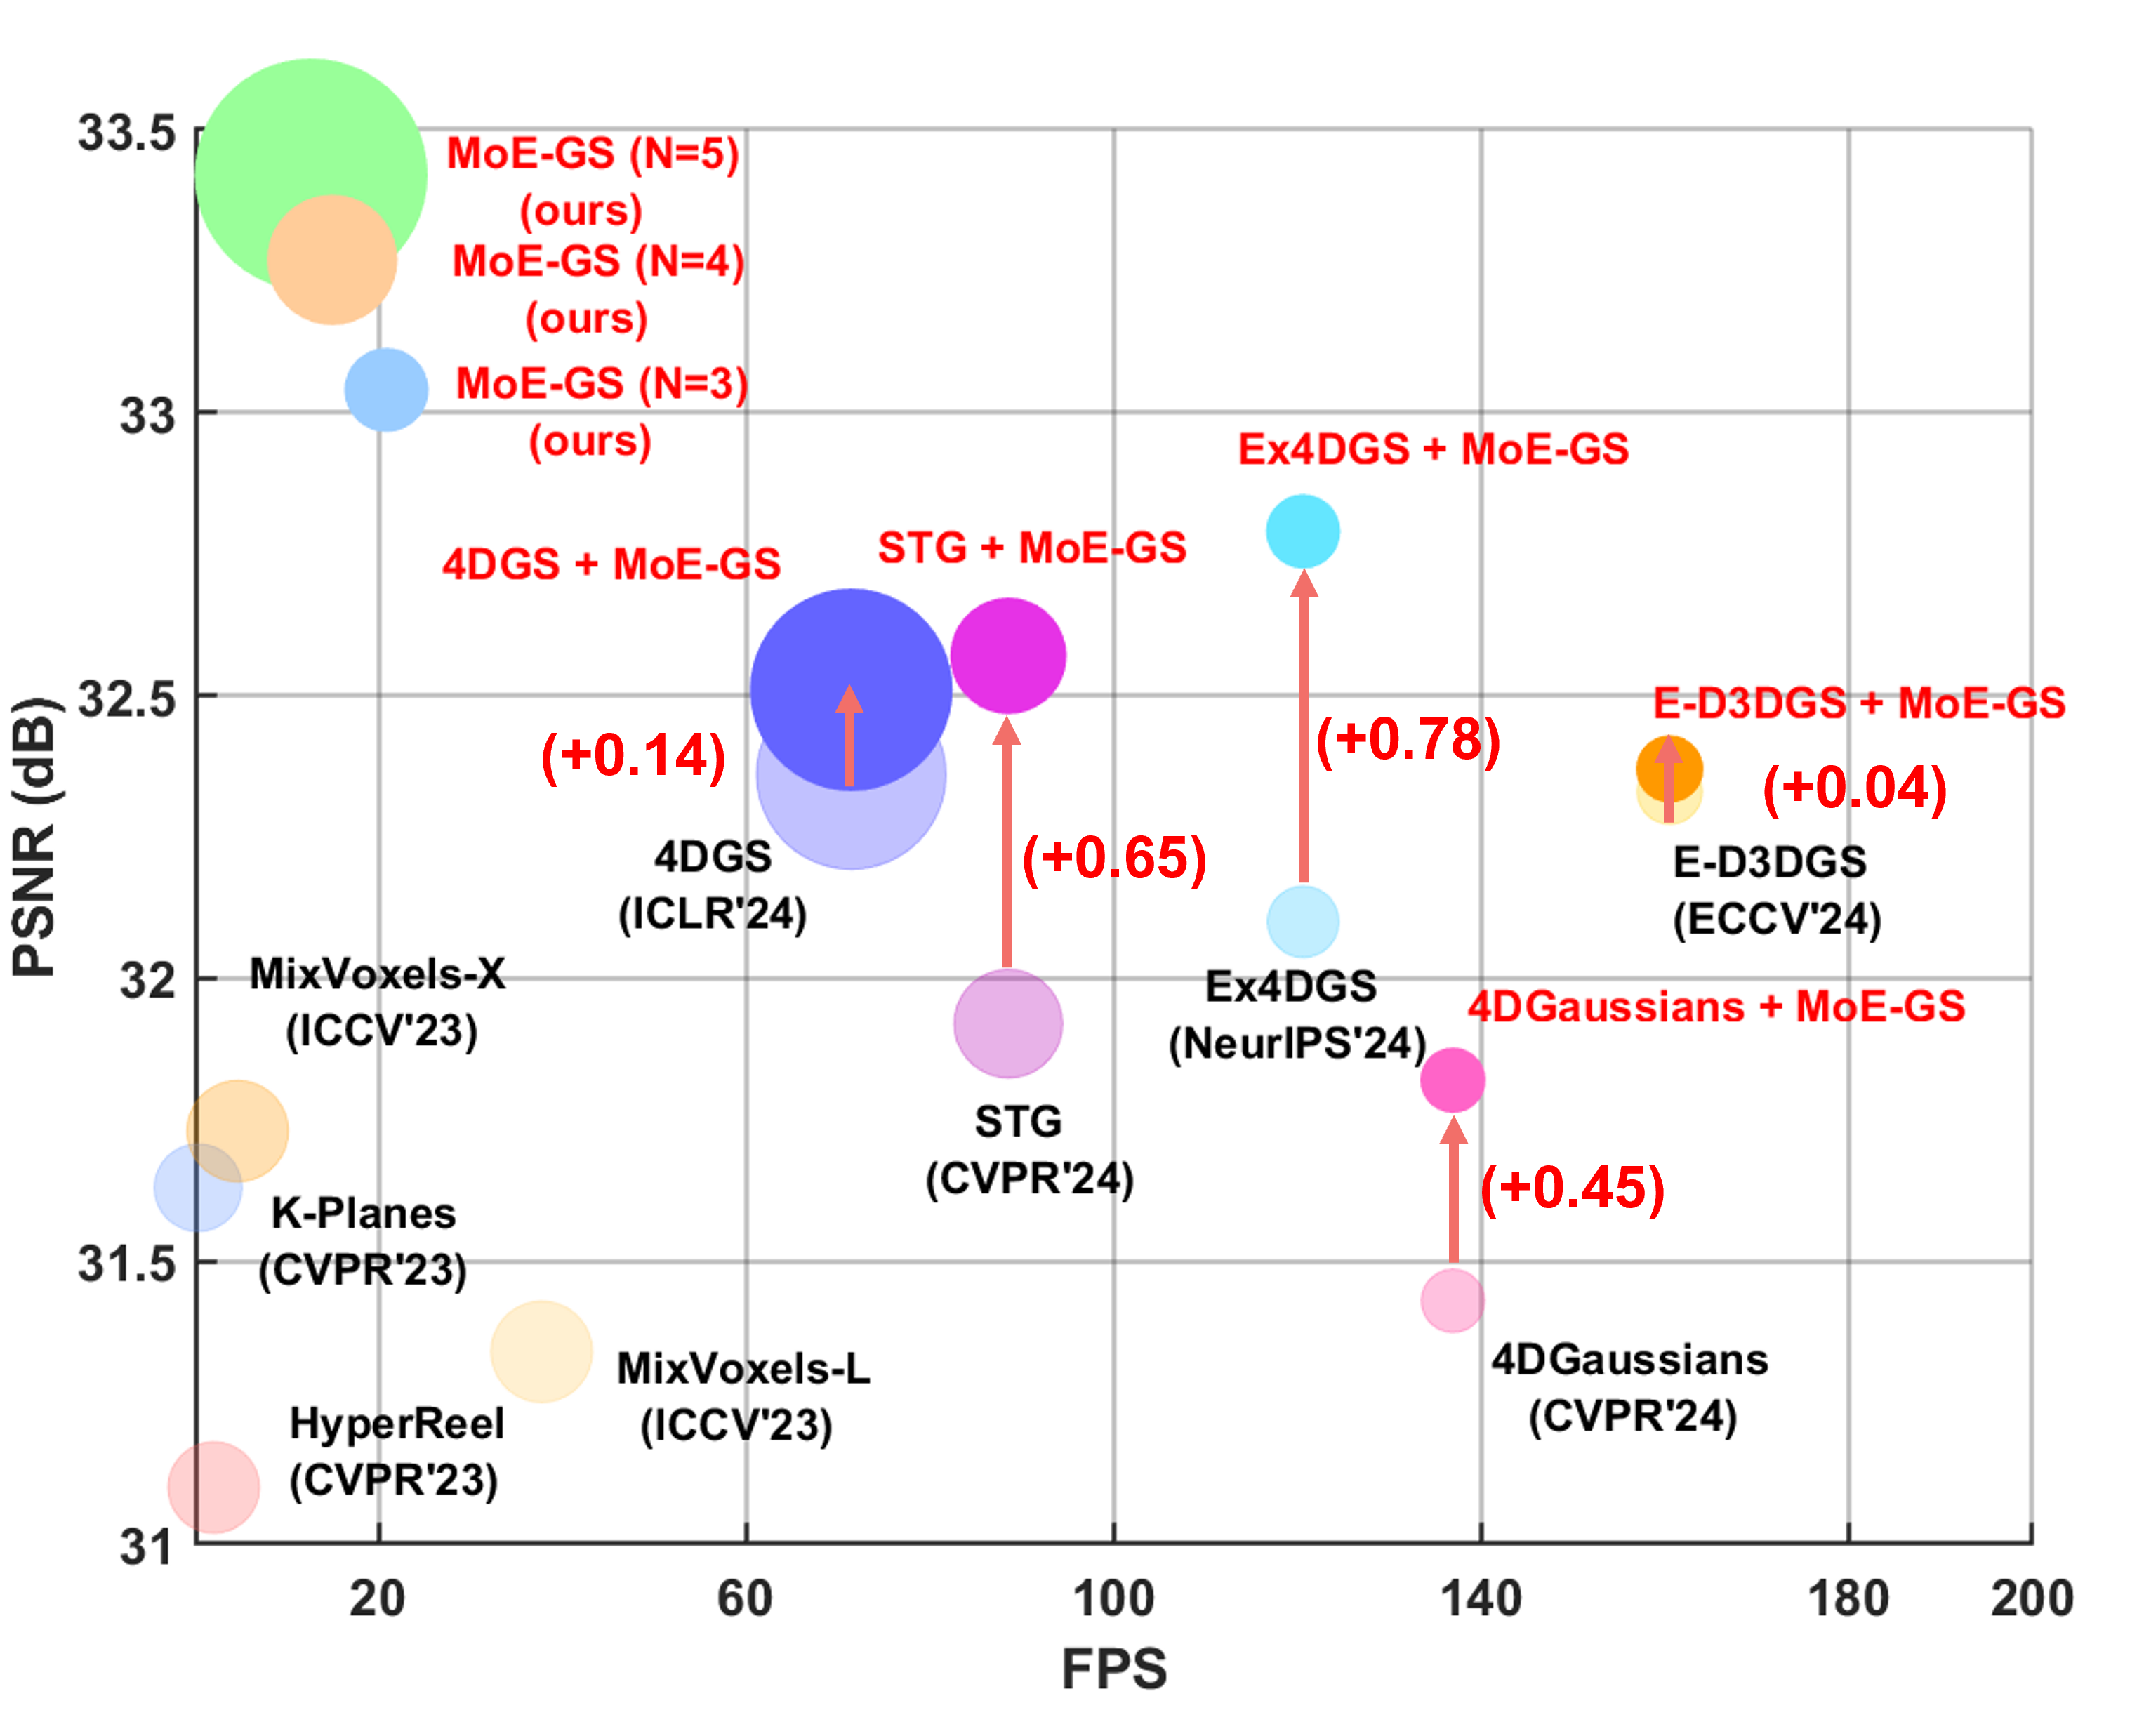 33.5
MoE-GS (N=5)
(ours)
MoE-GS (N=4)
(ours)
MoE-GS (N=3)
(ours)
33
Ex4DGS + MoE-GS
STG + MoE-GS
4DGS + MoE-GS
32.5
E-D3DGS + MoE-GS
(+0.14)
(+0.78)
(+0.04)
(+0.65)
4DGS
(ICLR'24)
E-D3DGS
(ECCV'24)
PSNR (dB)
32
MixVoxels-X
(ICCV'23)
Ex4DGS
(NeurIPS'24)
4DGaussians + MoE-GS
STG
(CVPR'24)
(+0.45)
K-Planes
(CVPR'23)
31.5
MixVoxels-L
(ICCV'23)
4DGaussians
(CVPR'24)
HyperReel
(CVPR'23)
31
20
60
100
140
180
200
FPS